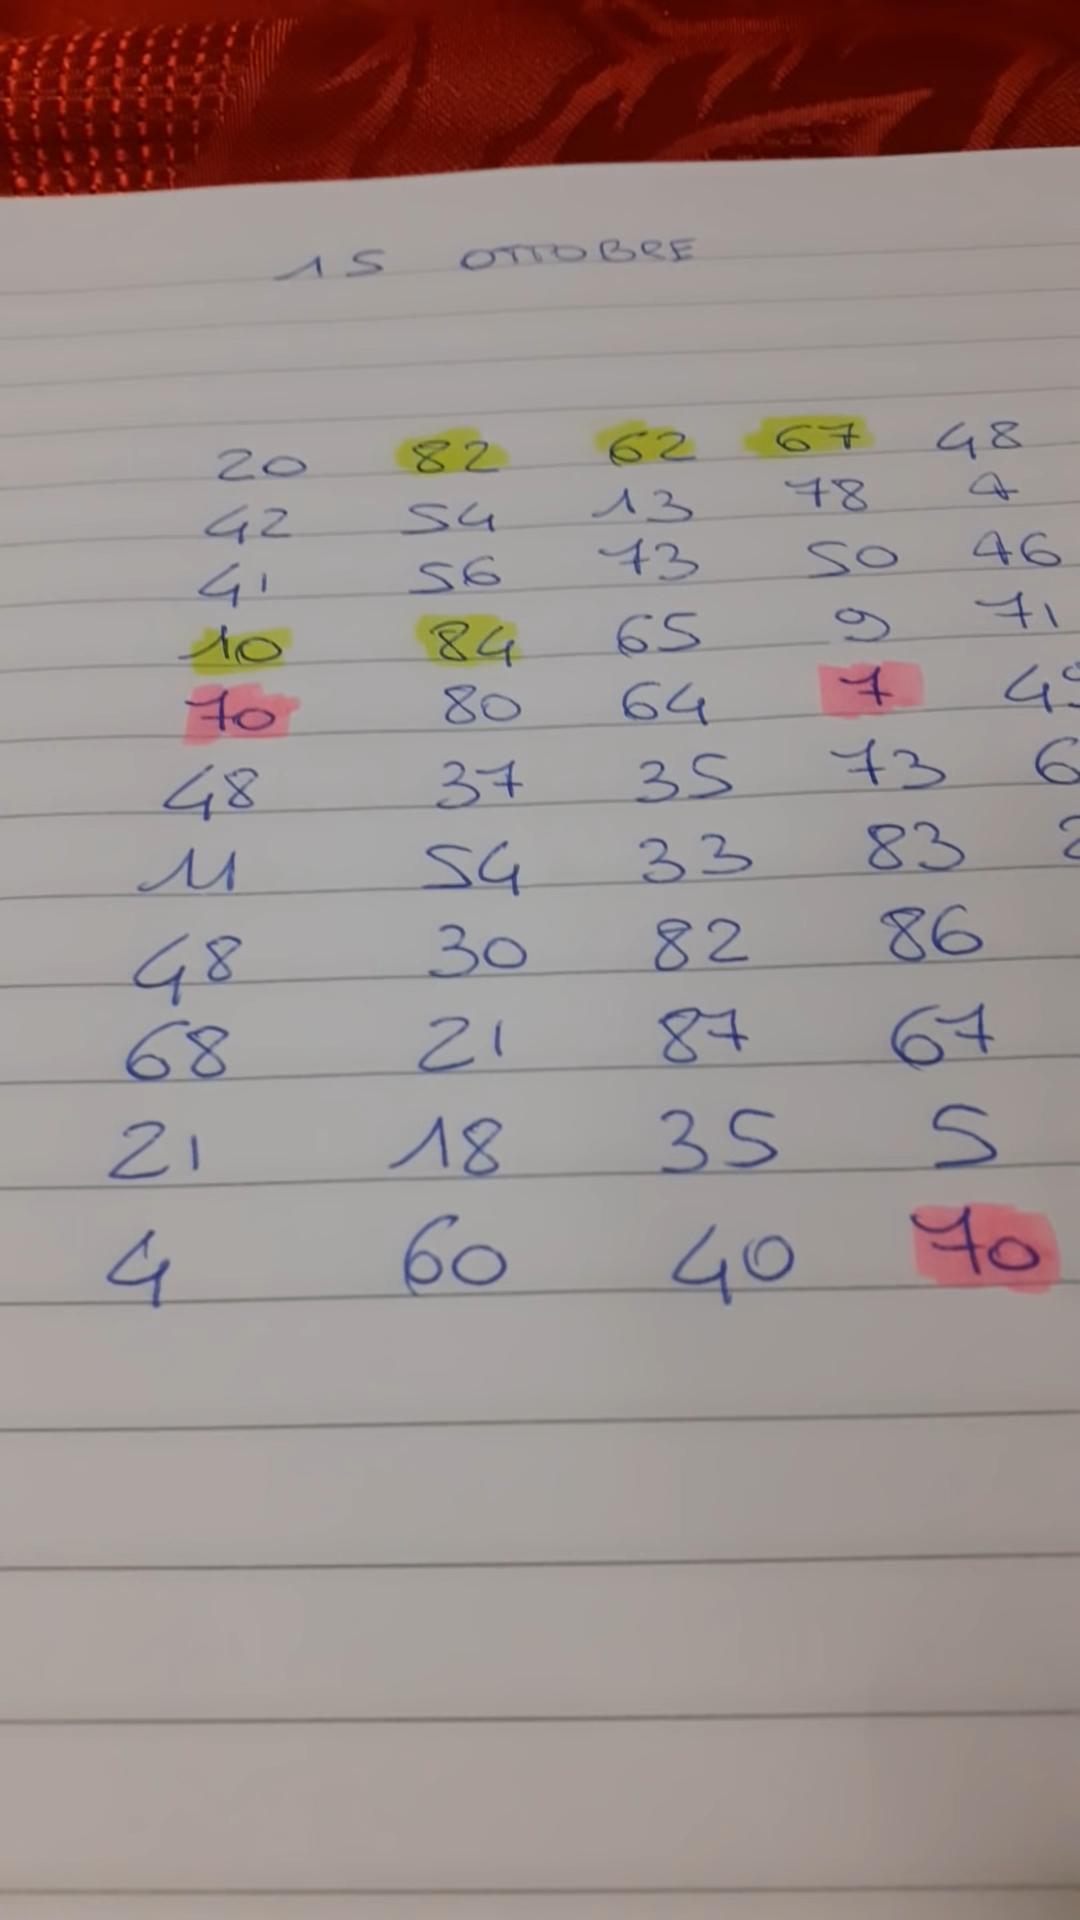 15 OTTOBRE
20 82 62 67 48
42 54 13 78 4
41 56 73 50 46
10 84 65 9 71
70 80 64 7
48 37 35 73
11 54 33 83
48 30 82 86
68 21 87 67
21 18 35 5
4 60 40 70